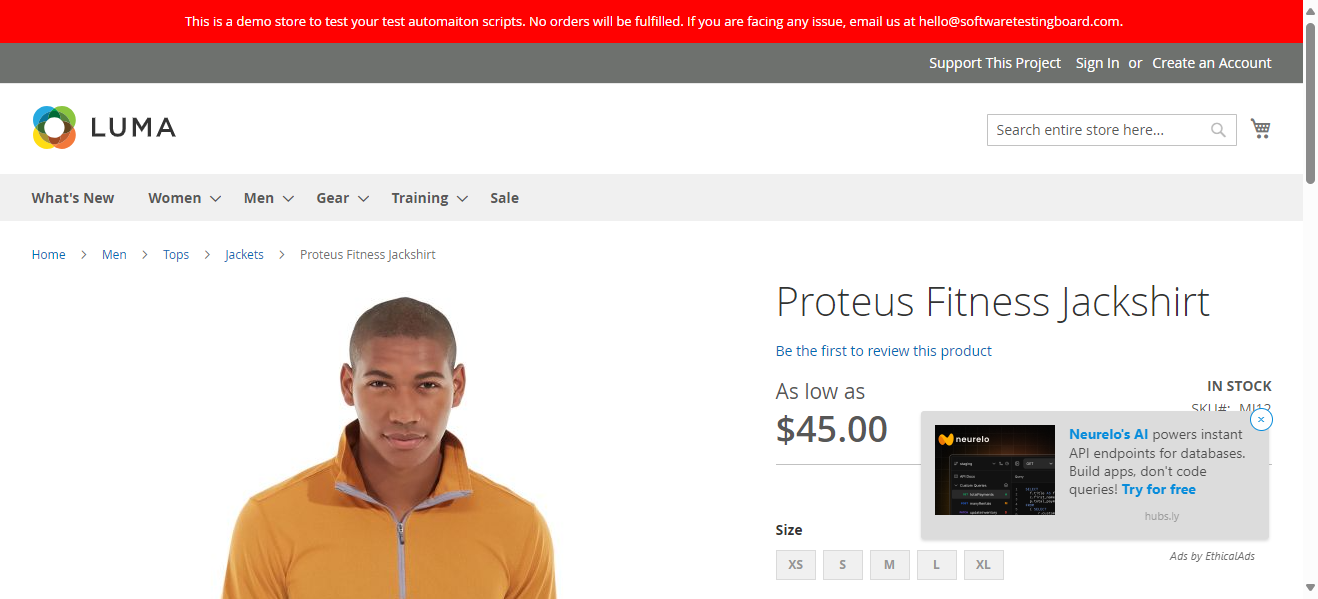 This is a demo store to test your test automaiton scripts. No orders will be fulfilled. If you are facing any issue, email us at hello@softwaretestingboard.com.
Support This Project Sign In or Create an Account
LUMA
Search entire store here...
What's New Women Men Gear Training Sale
Home Men Tops Jackets Proteus Fitness Jackshirt
Proteus Fitness Jackshirt
Be the first to review this product
As low as
$45.00
IN STOCK
SKU#: MJ12
neurelo
Neurelo's AI powers instant
API endpoints for databases.
Build apps, don't code
queries! Try for free
hubs.ly
Ads by EthicalAds
Size
XS S M L XL